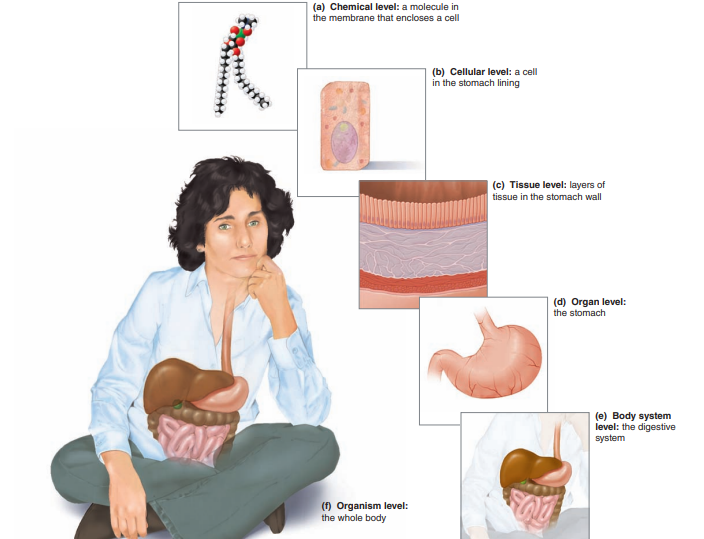 (a) Chemical level: a molecule in
the membrane that encloses a cell
(b) Cellular level: a cell
in the stomach lining
(c) Tissue level: layers of
tissue in the stomach wall
(d) Organ level:
the stomach
(e) Body system
level: the digestive
system
(f) Organism level:
the whole body